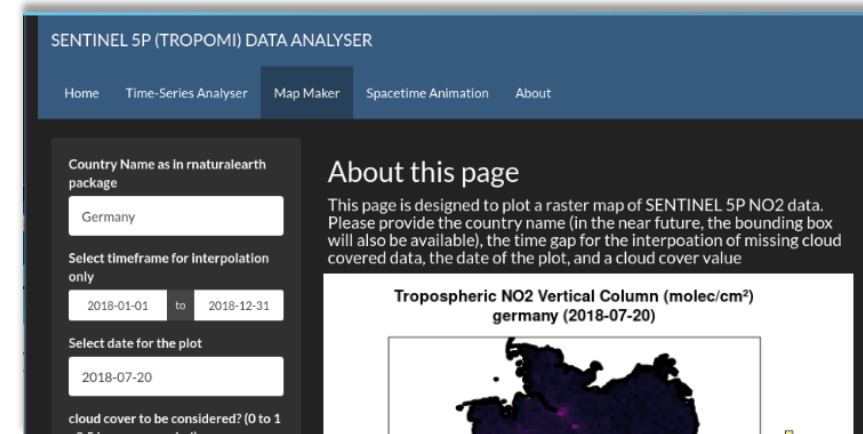 SENTINEL 5P (TROPOMI) DATA ANALYSER
Home Time-Series Analyser Map Maker Spacetime Animation About
Country Name as in rnaturalearth
package
Germany
Select timeframe for interpolation
only
2018-01-01 to 2018-12-31
Select date for the plot
2018-07-20
cloud cover to be considered? (0 to 1
About this page
This page is designed to plot a raster map of SENTINEL 5P NO2 data.
Please provide the country name (in the near future, the bounding box
will also be available), the time gap for the interpoation of missing cloud
covered data, the date of the plot, and a cloud cover value
Tropospheric NO2 Vertical Column (molec/cm²)
germany (2018-07-20)